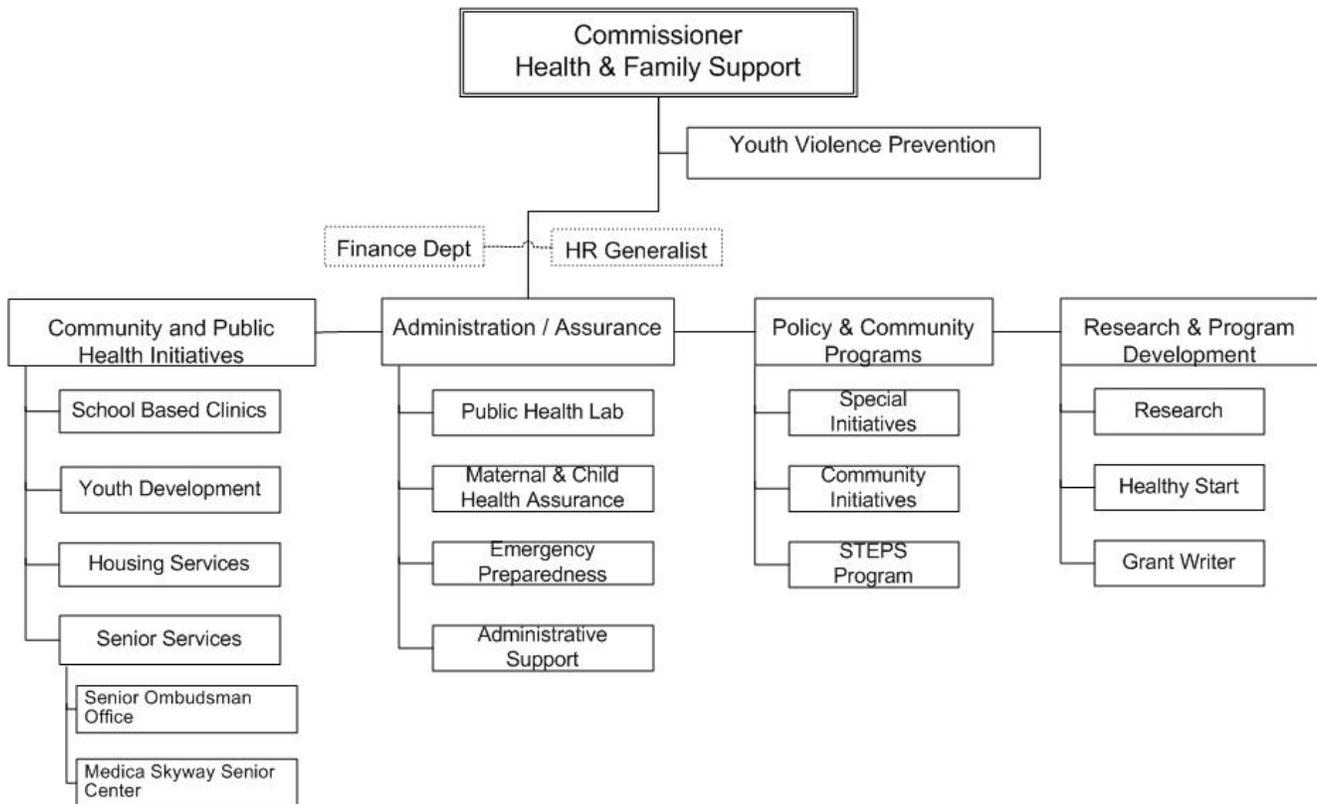 Commissioner
Health & Family Support
Youth Violence Prevention
Finance Dept
HR Generalist
Community and Public
Health Initiatives
School Based Clinics
Youth Development
Housing Services
Senior Services
Senior Ombudsman
Office
Medica Skyway Senior
Center
Administration / Assurance
Public Health Lab
Maternal & Child
Health Assurance
Emergency
Preparedness
Administrative
Support
Policy & Community
Programs
Special
Initiatives
Community
Initiatives
STEPS
Program
Research & Program
Development
Research
Healthy Start
Grant Writer